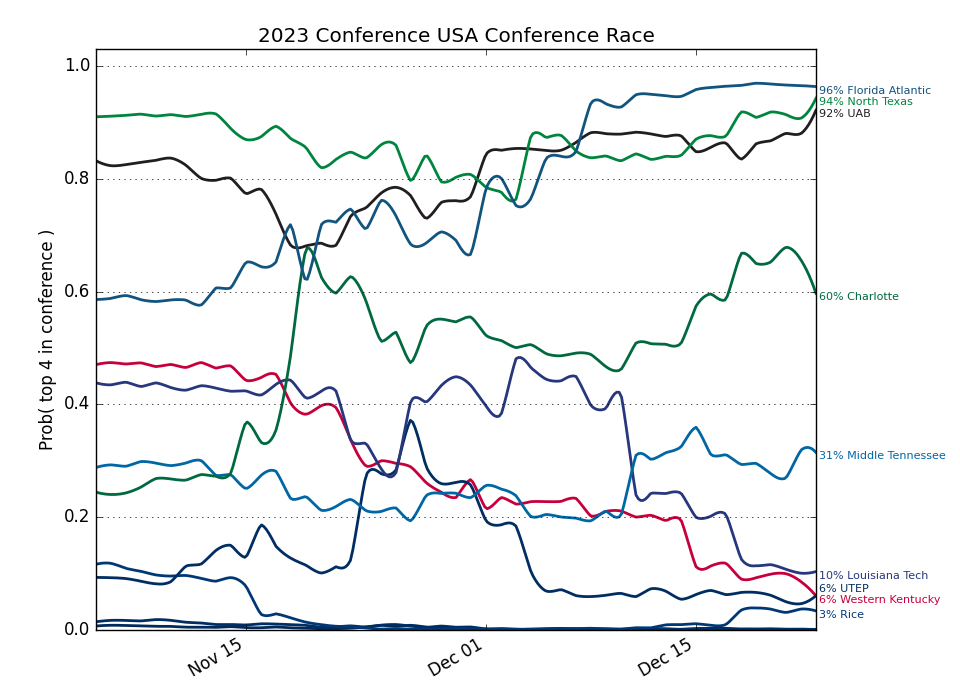 2023 Conference USA Conference Race
Prob( top 4 in conference )
1.0
0.8
0.6
0.4
0.2
0.0
Nov 15
Dec 01
Dec 15
96% Florida Atlantic
94% North Texas
92% UAB
60% Charlotte
31% Middle Tennessee
10% Louisiana Tech
6% UTEP
6% Western Kentucky
3% Rice